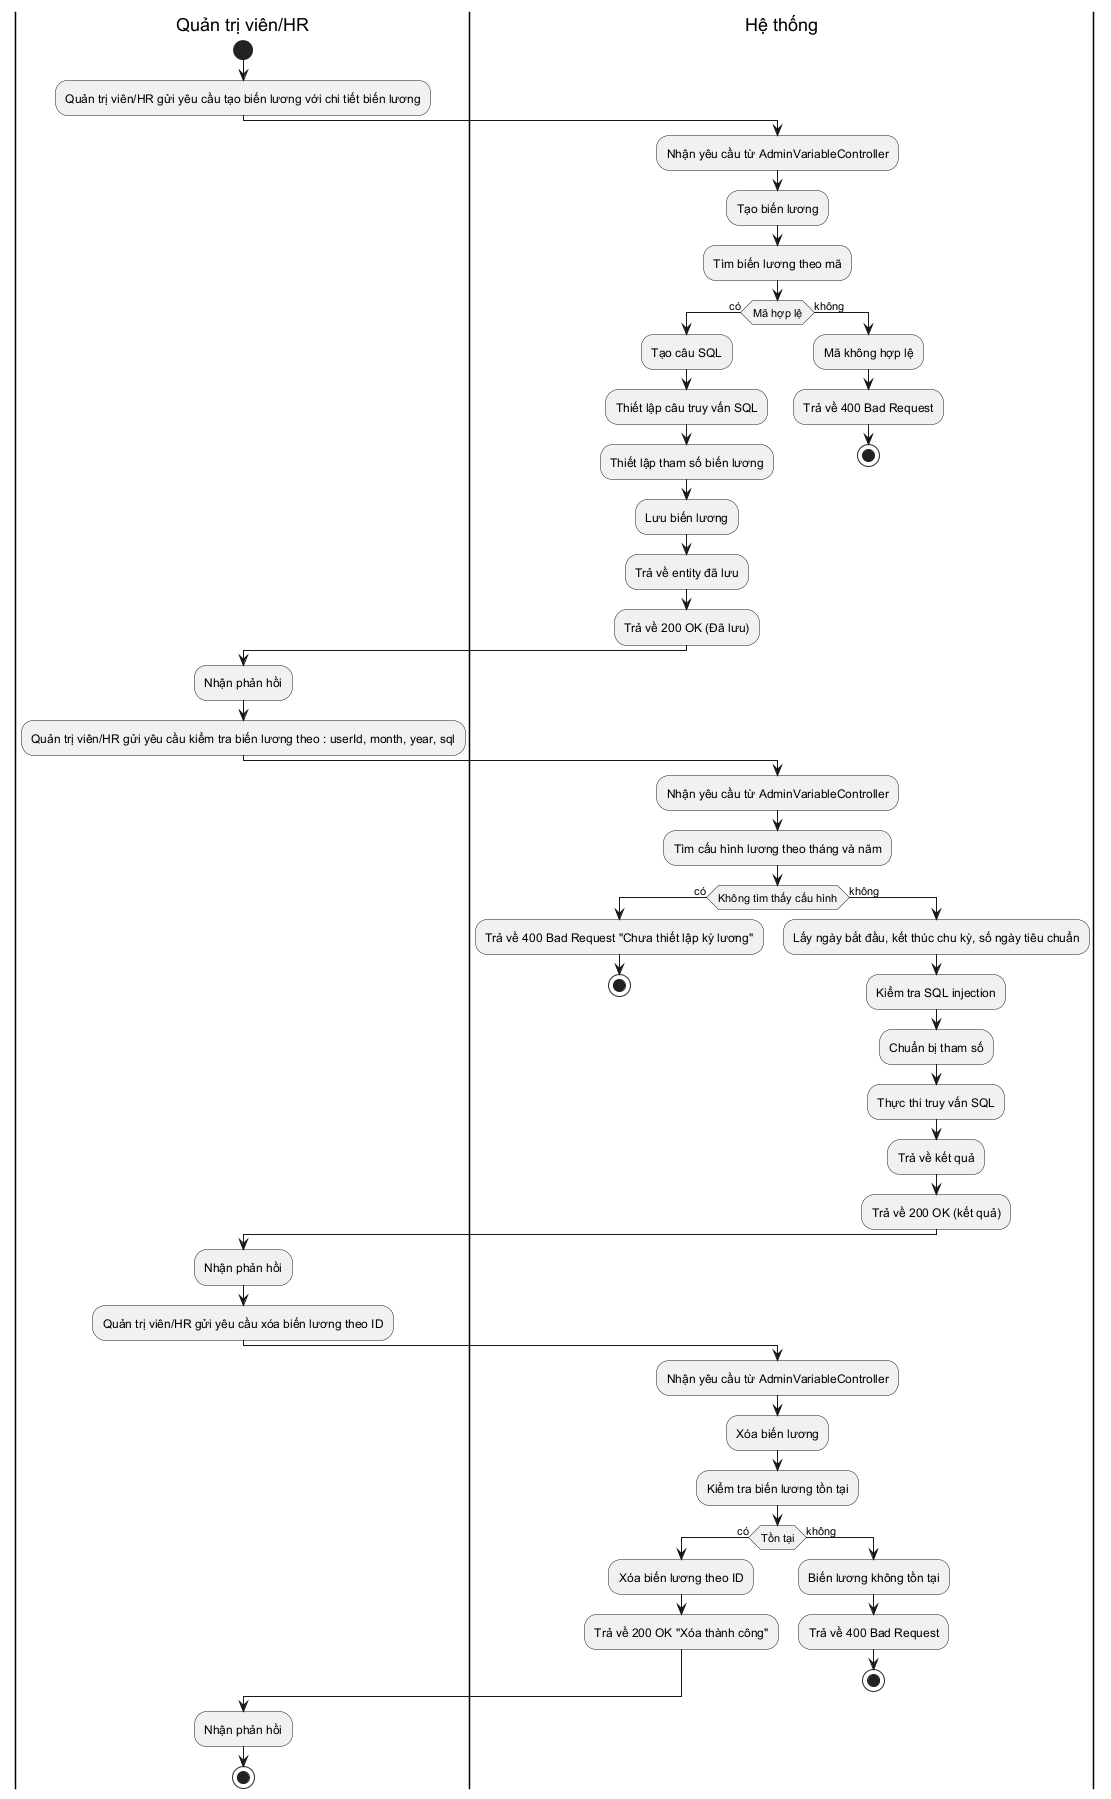 Quản trị viên/HR
Hệ thống
Quản trị viên/HR gửi yêu cầu tạo biến lương với chi tiết biến lương
Nhận yêu cầu từ AdminVariableController
Tạo biến lương
Tìm biến lương theo mã
có
Mã hợp lệ
không
Tạo câu SQL
Mã không hợp lệ
Thiết lập câu truy vấn SQL
Trả về 400 Bad Request
Thiết lập tham số biến lương
Lưu biến lương
Trả về entity đã lưu
Trả về 200 OK (Đã lưu)
Nhận phản hồi
Quản trị viên/HR gửi yêu cầu kiểm tra biến lương theo : userId, month, year, sql
Nhận yêu cầu từ AdminVariableController
Tìm cấu hình lương theo tháng và năm
có
Không tìm thấy cấu hình
không
Trả về 400 Bad Request "Chưa thiết lập kỳ lương"
Lấy ngày bắt đầu, kết thúc chu kỳ, số ngày tiêu chuẩn
Kiểm tra SQL injection
Chuẩn bị tham số
Thực thi truy vấn SQL
Trả về kết quả
Trả về 200 OK (kết quả)
Nhận phản hồi
Quản trị viên/HR gửi yêu cầu xóa biến lương theo ID
Nhận yêu cầu từ AdminVariableController
Xóa biến lương
Kiểm tra biến lương tồn tại
có
Tồn tại
không
Xóa biến lương theo ID
Biến lương không tồn tại
Trả về 200 OK "Xóa thành công"
Trả về 400 Bad Request
Nhận phản hồi